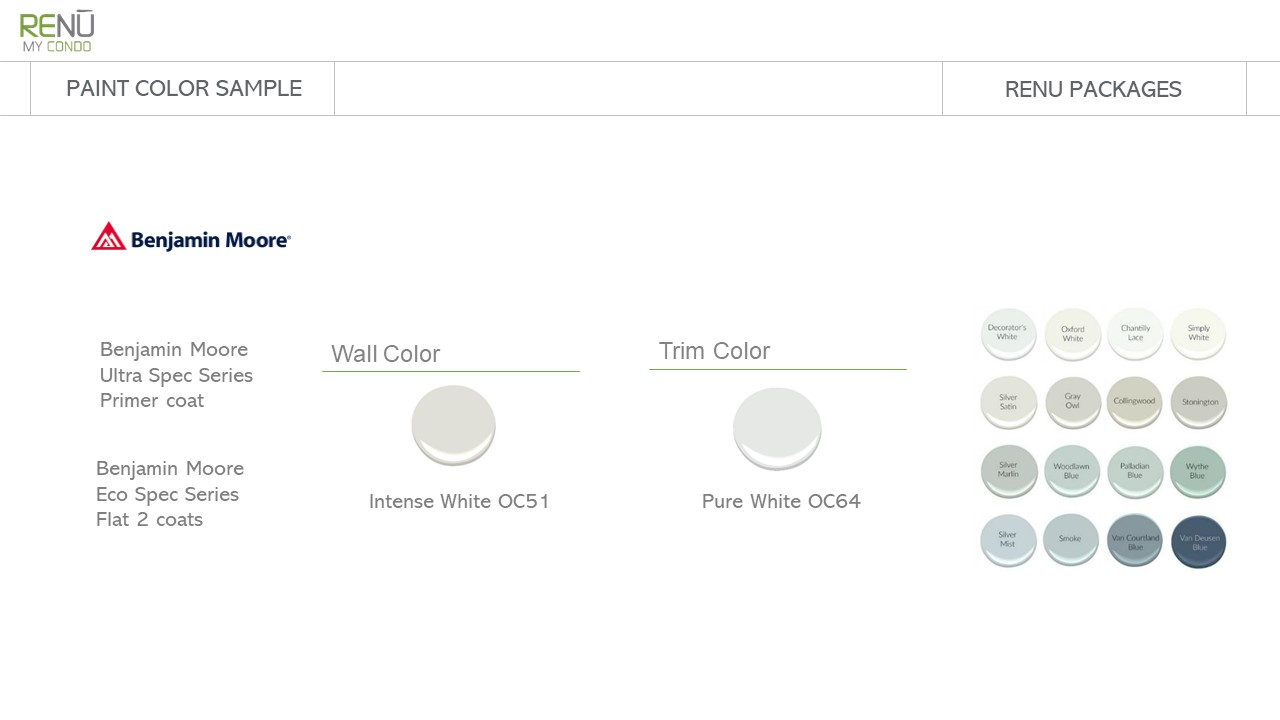 RENŪ
MY CONDO
PAINT COLOR SAMPLE
RENU PACKAGES
Benjamin Moore®
Benjamin Moore
Ultra Spec Series
Primer coat
Benjamin Moore
Eco Spec Series
Flat 2 coats
Wall Color
Intense White OC51
Trim Color
Pure White OC64
Decorator's
White
Oxford
White
Chantilly
Lace
Simply
White
Silver
Satin
Gray
Owl
Collingwood
Stonington
Silver
Marlin
Woodlawn
Blue
Palladian
Blue
Wythe
Blue
Silver
Mist
Smoke
Van Courtland
Blue
Van Deusen
Blue